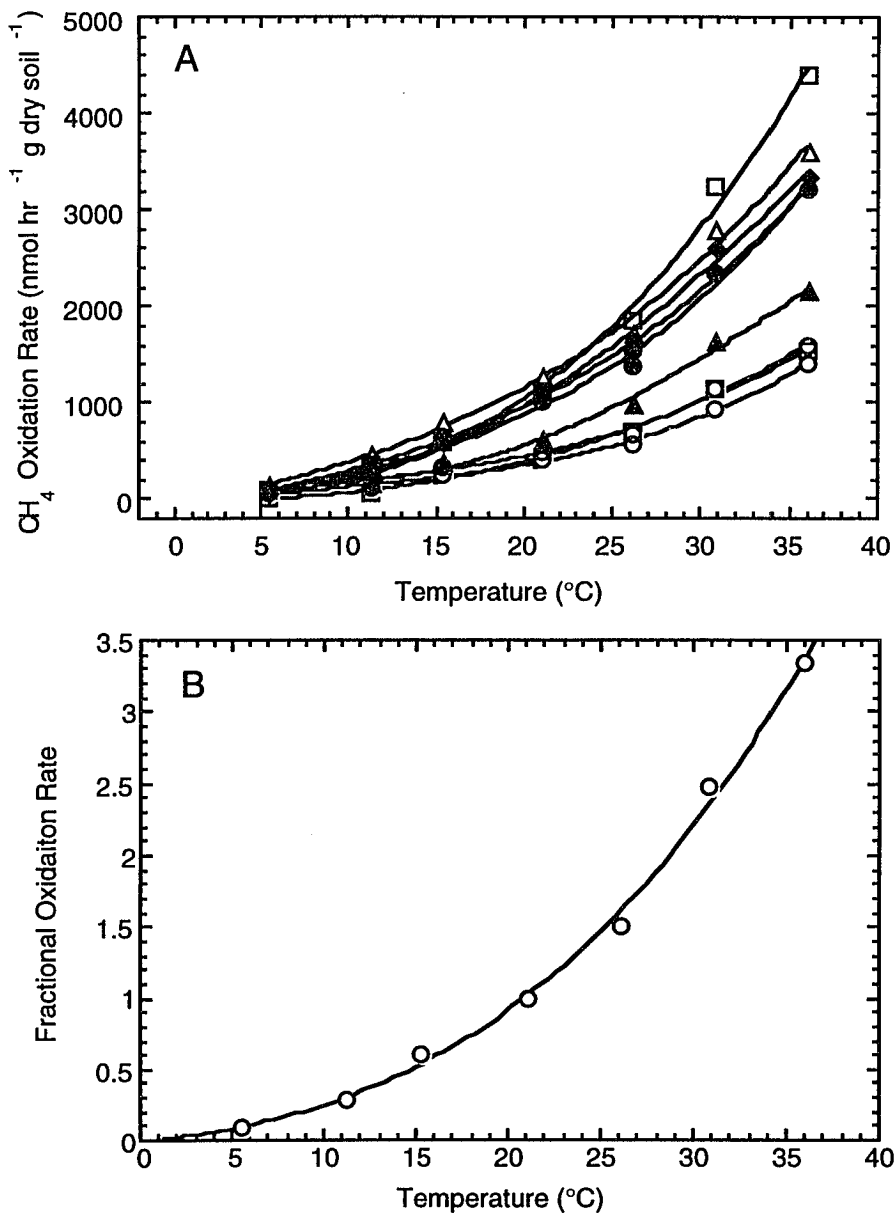 A
CH4 Oxidation Rate (nmol hr -1 g dry soil -1)
5000
4000
3000
2000
1000
0
0 5 10 15 20 25 30 35 40
Temperature (°C)
B
Fractional Oxidaiton Rate
3.5
3
2.5
2
1.5
1
0.5
0
0 5 10 15 20 25 30 35 40
Temperature (°C)